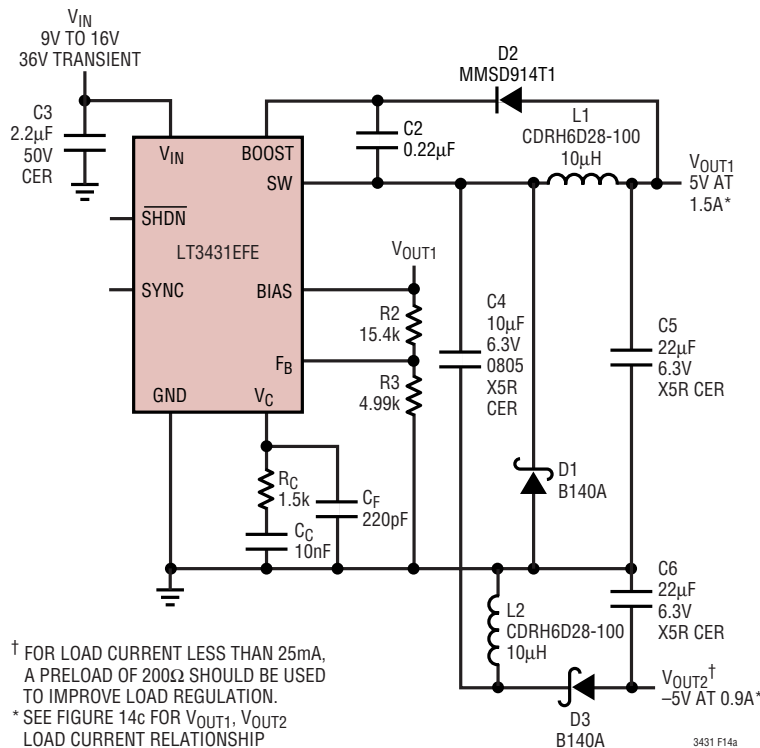 VIN
9V TO 16V
36V TRANSIENT
C3
2.2µF
50V
CER
D2
MMSD914T1
C2
0.22µF
L1
CDRH6D28-100
10µH
VOUT1
5V AT
1.5A*
VIN
BOOST
SW
SHDN
LT3431EFE
SYNC
BIAS
FB
GND
VC
VOUT1
R2
15.4k
R3
4.99k
C4
10µF
6.3V
0805
X5R
CER
C5
22µF
6.3V
X5R CER
D1
B140A
RC
1.5k
CC
10nF
CF
220pF
L2
CDRH6D28-100
10µH
C6
22µF
6.3V
X5R CER
VOUT2†
–5V AT 0.9A*
D3
B140A
† FOR LOAD CURRENT LESS THAN 25mA,
A PRELOAD OF 200Ω SHOULD BE USED
TO IMPROVE LOAD REGULATION.
* SEE FIGURE 14c FOR VOUT1, VOUT2
LOAD CURRENT RELATIONSHIP
3431 F14a